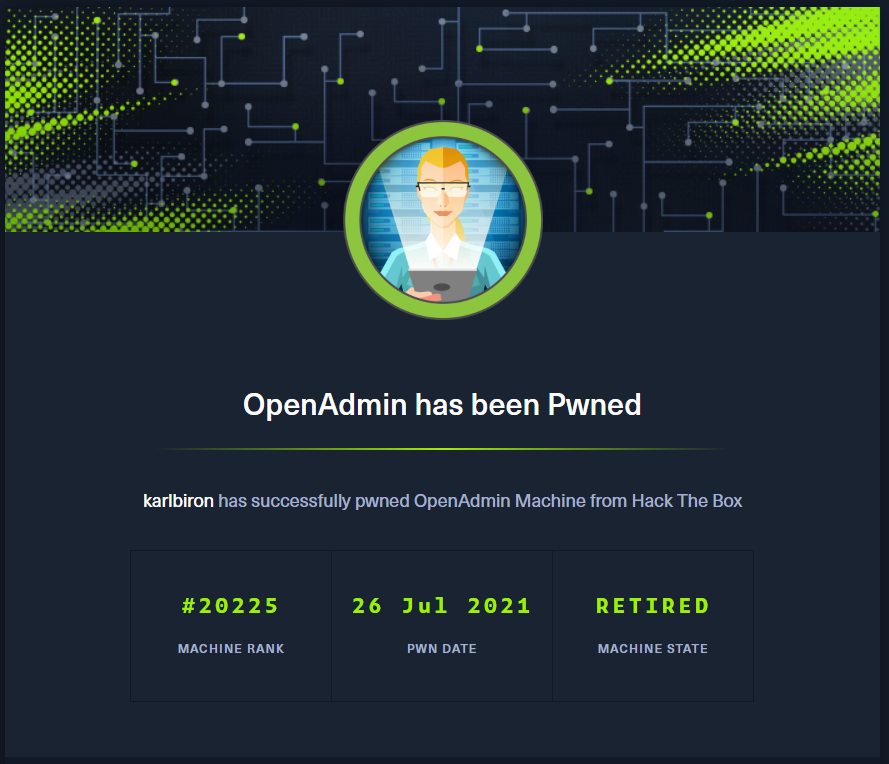 OpenAdmin has been Pwned
karlbiron has successfully pwned OpenAdmin Machine from Hack The Box
#20225
26 Jul 2021
RETIRED
MACHINE RANK
PWN DATE
MACHINE STATE